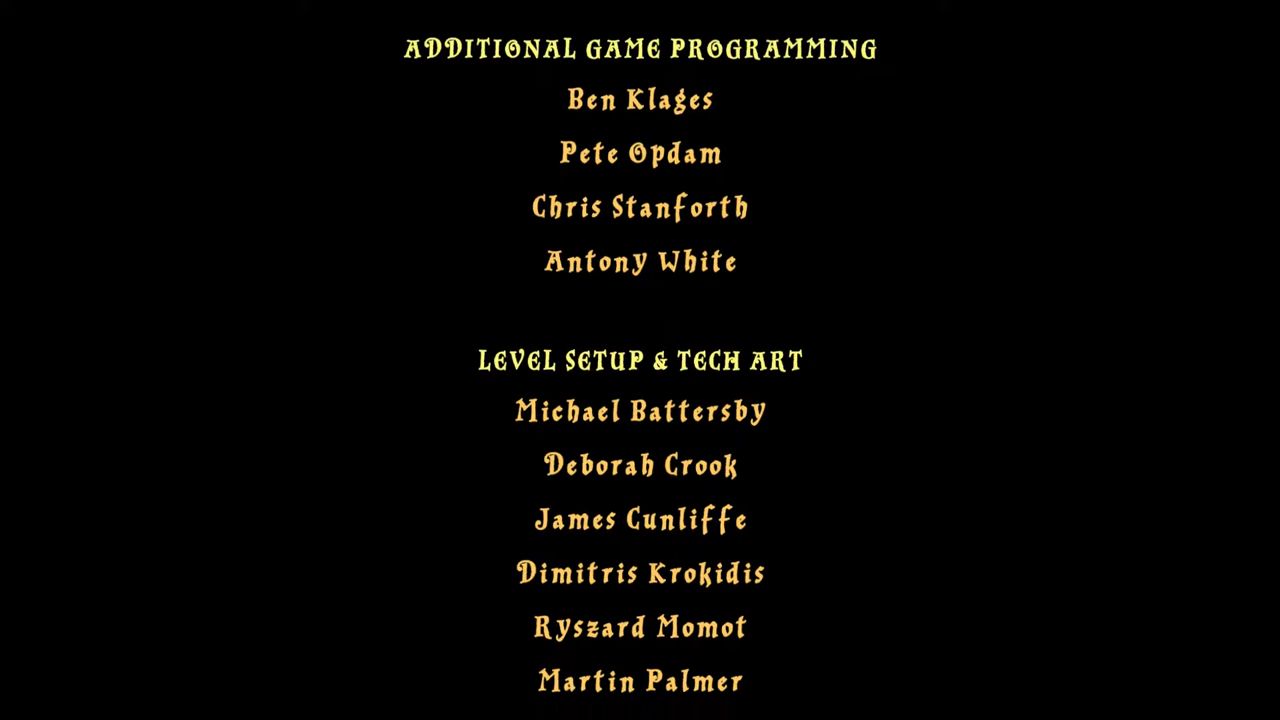 ADDITIONAL GAME PROGRAMMING
Ben Klages
Pete Opdam
Chris Stanforth
Antony White
LEVEL SETUP & TECH ART
Michael Battersby
Deborah Crook
James Cunliffe
Dimitris Krokidis
Ryszard Momot
Martin Palmer